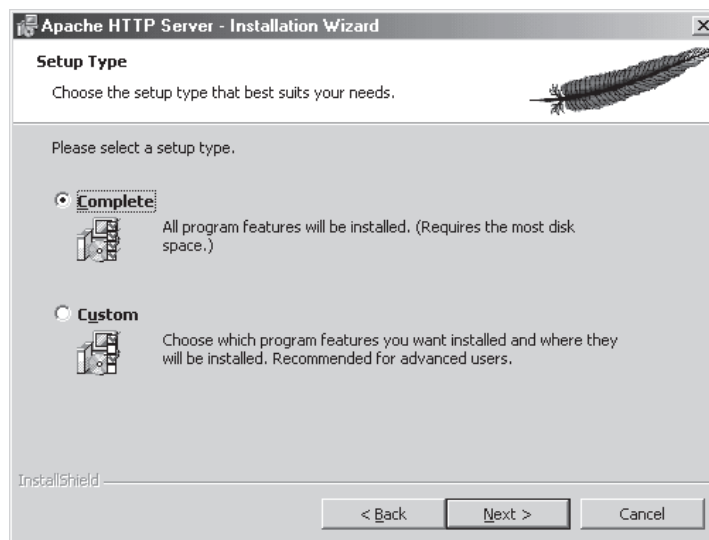 Apache HTTP Server - Installation Wizard
Setup Type
Choose the setup type that best suits your needs.
Please select a setup type.
Complete
All program features will be installed. (Requires the most disk
space.)
Custom
Choose which program features you want installed and where they
will be installed. Recommended for advanced users.
InstallShield
< Back
Next >
Cancel